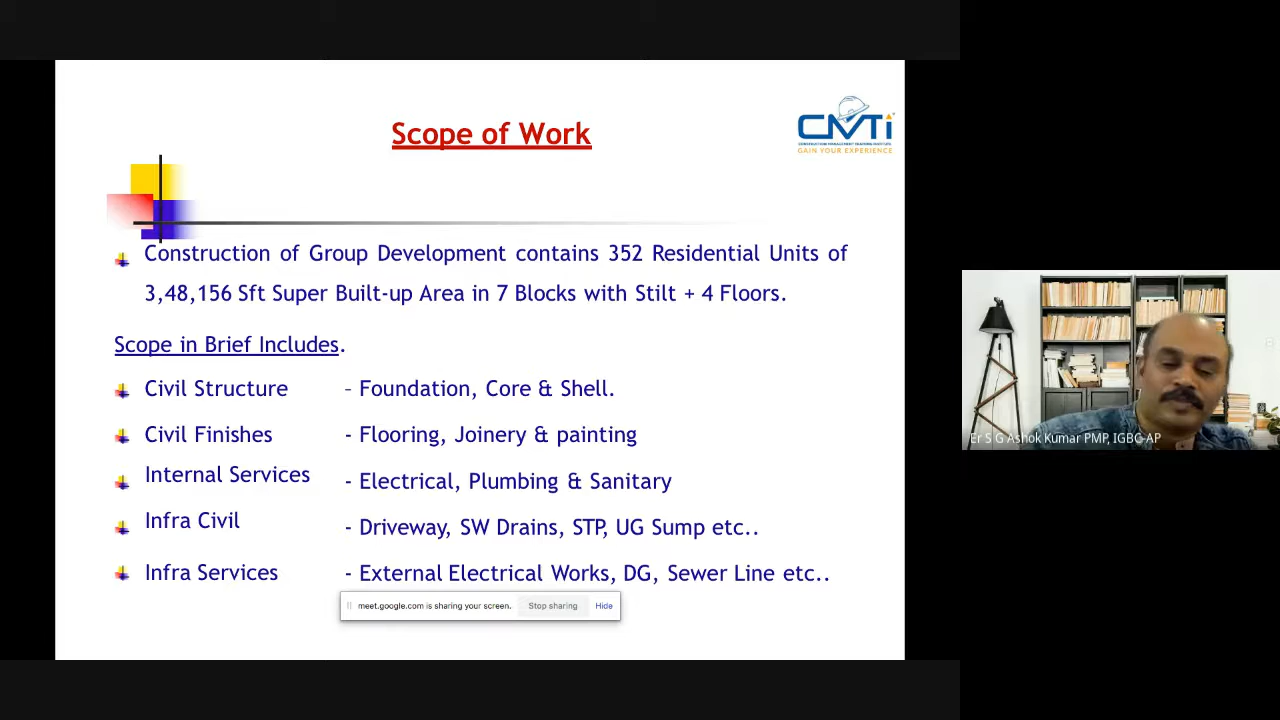 Scope of Work
CMTi
CONSTRUCTION MANAGEMENT TRAINING INSTITUTE
GAIN YOUR EXPERIENCE
Construction of Group Development contains 352 Residential Units of
3,48,156 Sft Super Built-up Area in 7 Blocks with Stilt + 4 Floors.
Scope in Brief Includes.
Civil Structure – Foundation, Core & Shell.
Civil Finishes - Flooring, Joinery & painting
Internal Services - Electrical, Plumbing & Sanitary
Infra Civil - Driveway, SW Drains, STP, UG Sump etc..
Infra Services - External Electrical Works, DG, Sewer Line etc..
meet.google.com is sharing your screen. Stop sharing Hide
Er S G Ashok Kumar PMP, IGBC-AP